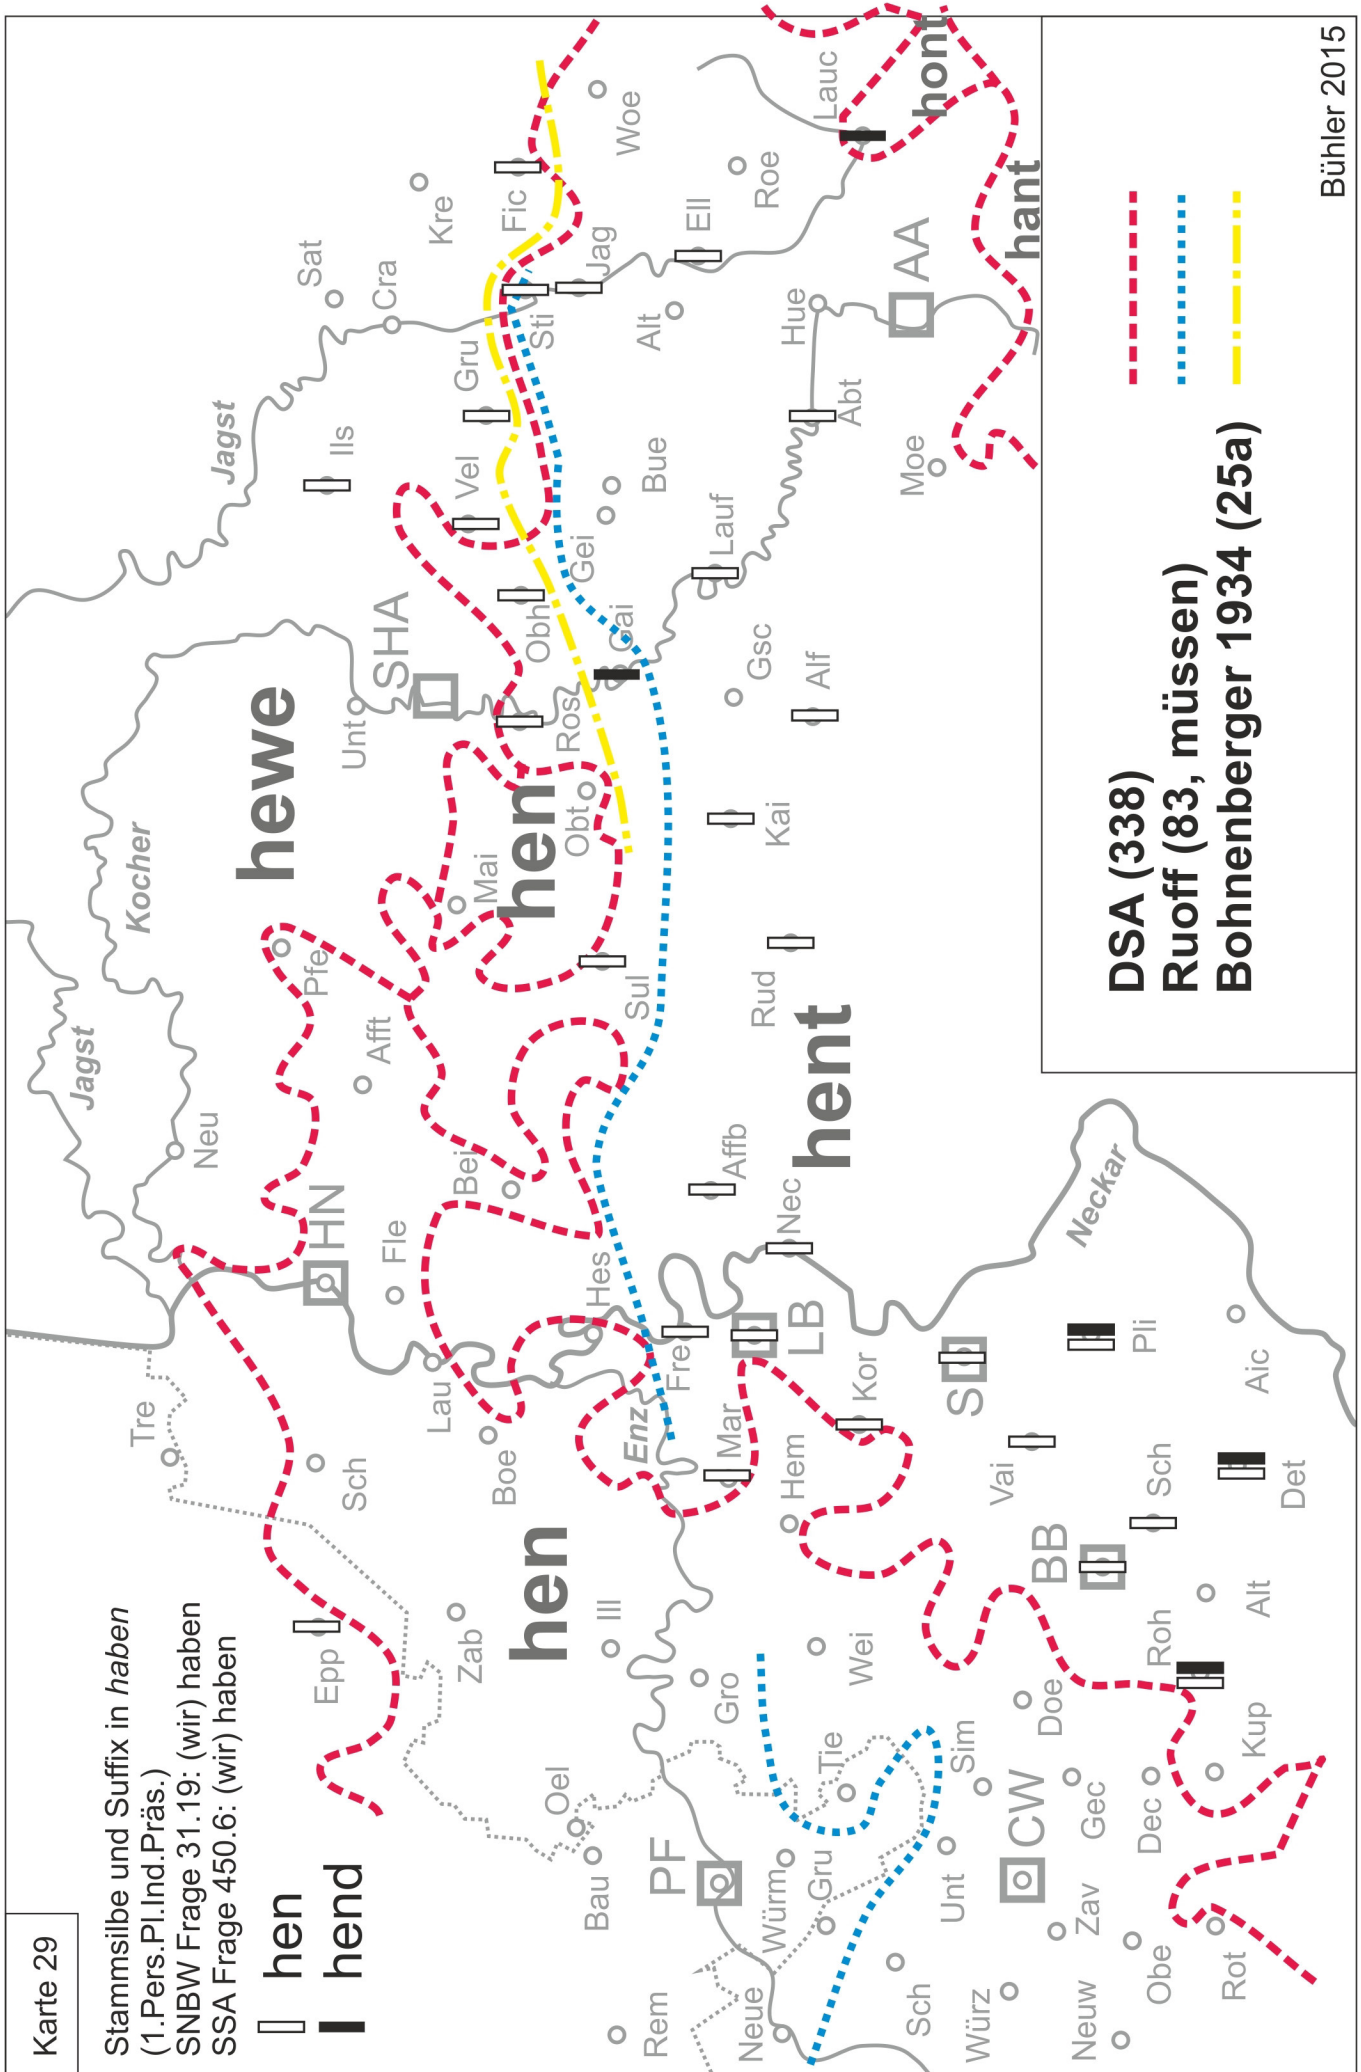 Karte 29
Stammsilbe und Suffix in haben
(1.Pers.Pl.Ind.Präs.)
SNBW Frage 31.19: (wir) haben
SSA Frage 450.6: (wir) haben
hen
hend
Jagst
Sat
Cra
Kre
Fic
Woe
Kocher
Ils
Gru
Sti
Jag
Ell
Roe
Lauc
hont
Jagst
hewe
Unt
SHA
Vel
Obh
Gei
Bue
Alt
Hue
AA
hant
Neu
Pfe
Afft
Mai
hen
Obt
Ros
Gai
Lauf
Gsc
Alf
Abt
Moe
Tre
HN
Fle
Bei
Sul
Kai
Rud
hent
Sch
Lau
Boe
Hes
Enz
Fre
Affb
Nec
LB
Neckar
Epp
Zab
hen
Ill
Mar
Hem
Kor
S
Pli
Aic
Oel
Bau
PF
Gro
Wei
Vai
BB
Sch
Det
Rem
Neue
Würm
Gru
Tie
Sim
Doe
Roh
Alt
Sch
Unt
CW
Gec
Dec
Kup
Würz
Neuw
Zav
Obe
Rot
DSA (338)
Ruoff (83, müssen)
Bohnenberger 1934 (25a)
Bühler 2015